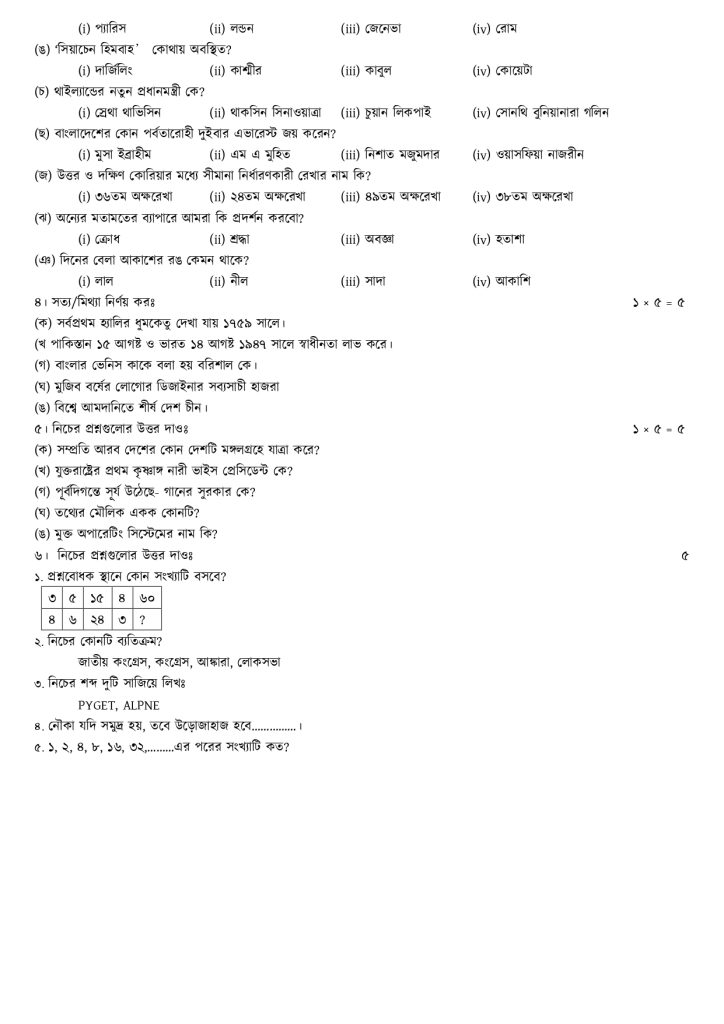 (i) প্যারিস (ii) লন্ডন (iii) জেনেভা (iv) রোম
(ঙ) ‘সিয়াচেন হিমবাহ’ কোথায় অবস্থিত?
(i) দার্জিলিং (ii) কাশ্মীর (iii) কাবুল (iv) কোয়েটা
(চ) থাইল্যান্ডের নতুন প্রধানমন্ত্রী কে?
(i) স্রেথা থাভিসিন (ii) থাকসিন সিনাওয়াত্রা (iii) চুয়ান লিকপাই (iv) সোনথি বুনিয়ানারা গলিন
(ছ) বাংলাদেশের কোন পর্বতারোহী দুইবার এভারেস্ট জয় করেন?
(i) মুসা ইব্রাহীম (ii) এম এ মুহিত (iii) নিশাত মজুমদার (iv) ওয়াসফিয়া নাজরীন
(জ) উত্তর ও দক্ষিণ কোরিয়ার মধ্যে সীমানা নির্ধারণকারী রেখার নাম কি?
(i) ৩৬তম অক্ষরেখা (ii) ২৪তম অক্ষরেখা (iii) ৪৯তম অক্ষরেখা (iv) ৩৮তম অক্ষরেখা
(ঝ) অন্যের মতামতের ব্যাপারে আমরা কি প্রদর্শন করবো?
(i) ক্রোধ (ii) শ্রদ্ধা (iii) অবজ্ঞা (iv) হতাশা
(ঞ) দিনের বেলা আকাশের রঙ কেমন থাকে?
(i) লাল (ii) নীল (iii) সাদা (iv) আকাশি
৪। সত্য/মিথ্যা নির্ণয় করঃ ১ × ৫ = ৫
(ক) সর্বপ্রথম হ্যালির ধুমকেতু দেখা যায় ১৭৫৯ সালে।
(খ পাকিস্তান ১৫ আগষ্ট ও ভারত ১৪ আগষ্ট ১৯৪৭ সালে স্বাধীনতা লাভ করে।
(গ) বাংলার ভেনিস কাকে বলা হয় বরিশাল কে।
(ঘ) মুজিব বর্ষের লোগোর ডিজাইনার সব্যসাচী হাজরা
(ঙ) বিশ্বে আমদানিতে শীর্ষ দেশ চীন।
৫। নিচের প্রশ্নগুলোর উত্তর দাওঃ ১ × ৫ = ৫
(ক) সম্প্রতি আরব দেশের কোন দেশটি মঙ্গলগ্রহে যাত্রা করে?
(খ) যুক্তরাষ্ট্রের প্রথম কৃষ্ণাঙ্গ নারী ভাইস প্রেসিডেন্ট কে?
(গ) পূর্বদিগন্তে সূর্য উঠেছে- গানের সুরকার কে?
(ঘ) তথ্যের মৌলিক একক কোনটি?
(ঙ) মুক্ত অপারেটিং সিস্টেমের নাম কি?
৬। নিচের প্রশ্নগুলোর উত্তর দাওঃ ৫
১. প্রশ্নবোধক স্থানে কোন সংখ্যাটি বসবে?
৩ ৫ ১৫ ৪ ৬০
৪ ৬ ২৪ ৩ ?
২. নিচের কোনটি ব্যতিক্রম?
জাতীয় কংগ্রেস, কংগ্রেস, আঙ্কারা, লোকসভা
৩. নিচের শব্দ দুটি সাজিয়ে লিখঃ
PYGET, ALPNE
৪. নৌকা যদি সমুদ্র হয়, তবে উড়োজাহাজ হবে...............।
৫. ১, ২, ৪, ৮, ১৬, ৩২,.........এর পরের সংখ্যাটি কত?